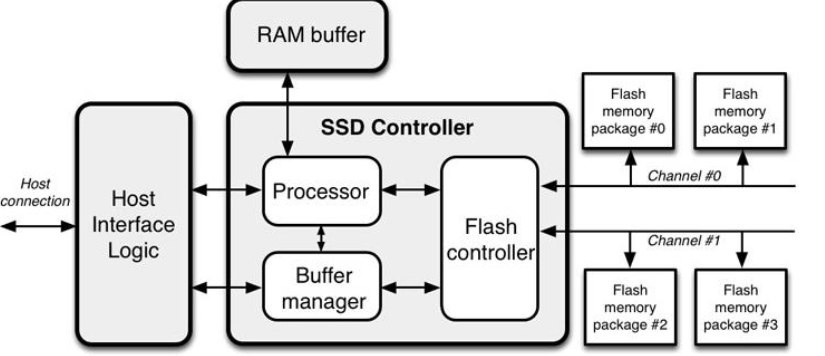 RAM buffer
SSD Controller
Host
connection
Host
Interface
Logic
Processor
Buffer
manager
Flash
controller
Flash
memory
package #0
Flash
memory
package #1
Channel #0
Channel #1
Flash
memory
package #2
Flash
memory
package #3